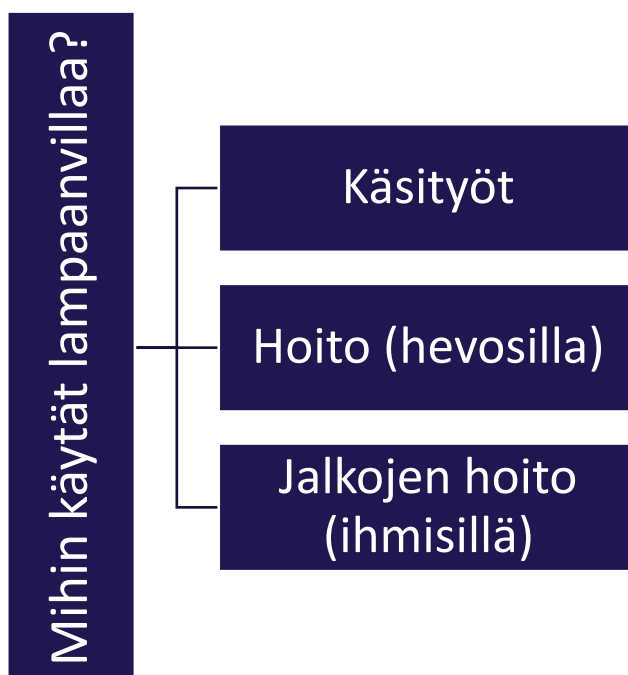 Mihin käytät lampaanvillaa?
Käsityöt
Hoito (hevosilla)
Jalkojen hoito
(ihmisillä)